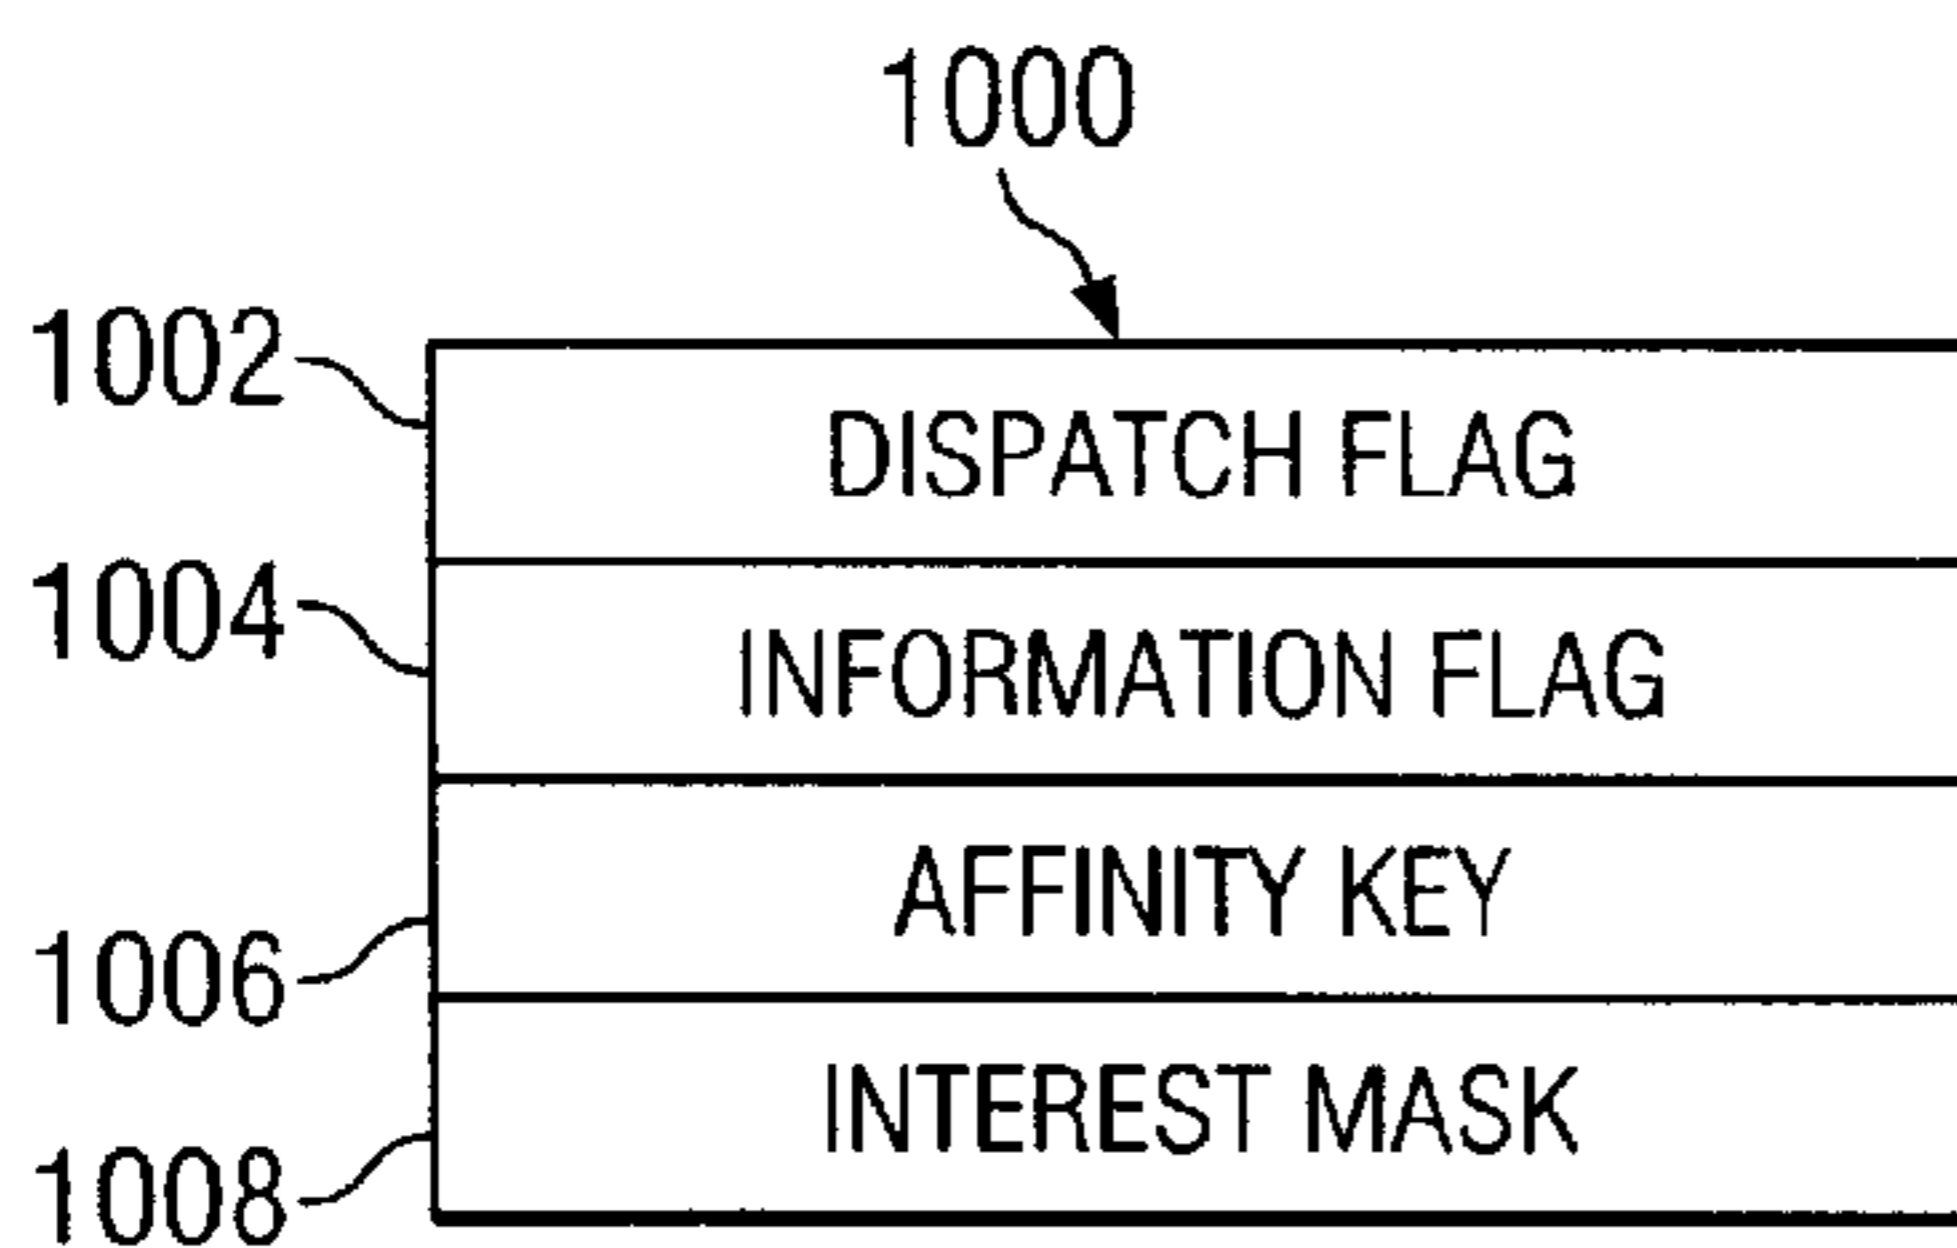 1000
1002 DISPATCH FLAG
1004 INFORMATION FLAG
1006 AFFINITY KEY
1008 INTEREST MASK